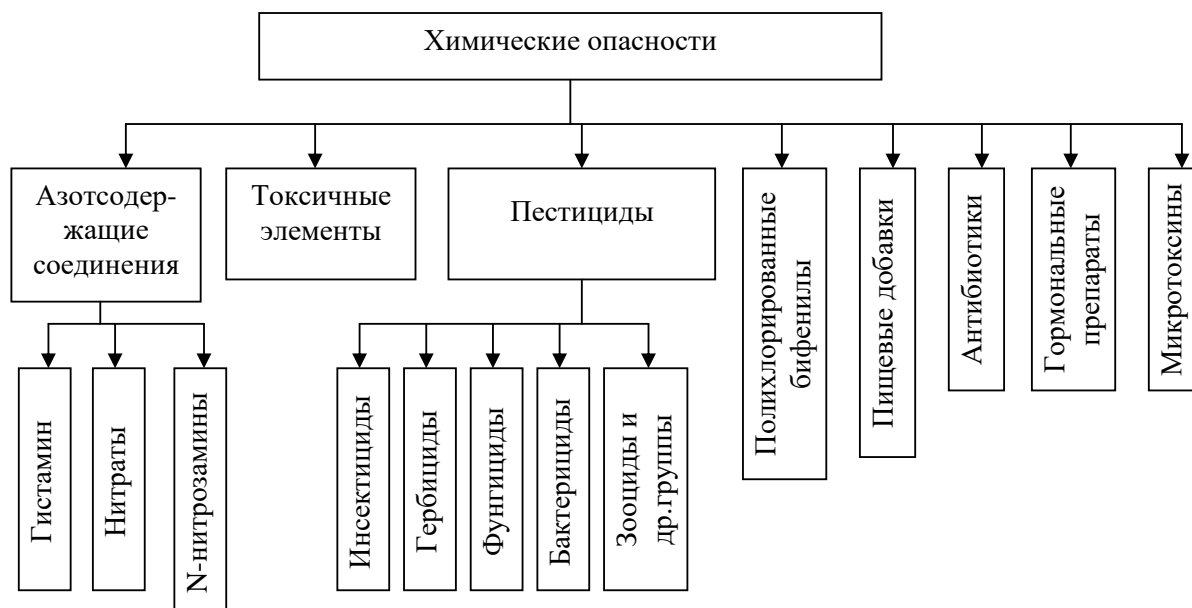 Химические опасности
Азотсодер-
жащие
соединения
Токсичные
элементы
Пестициды
Полихлорированные
бифенилы
Пищевые добавки
Антибиотики
Гормональные
препараты
Микротоксины
Гистамин
Нитраты
N-нитрозамины
Инсектициды
Гербициды
Фунгициды
Бактерициды
Зооциды и
др.группы